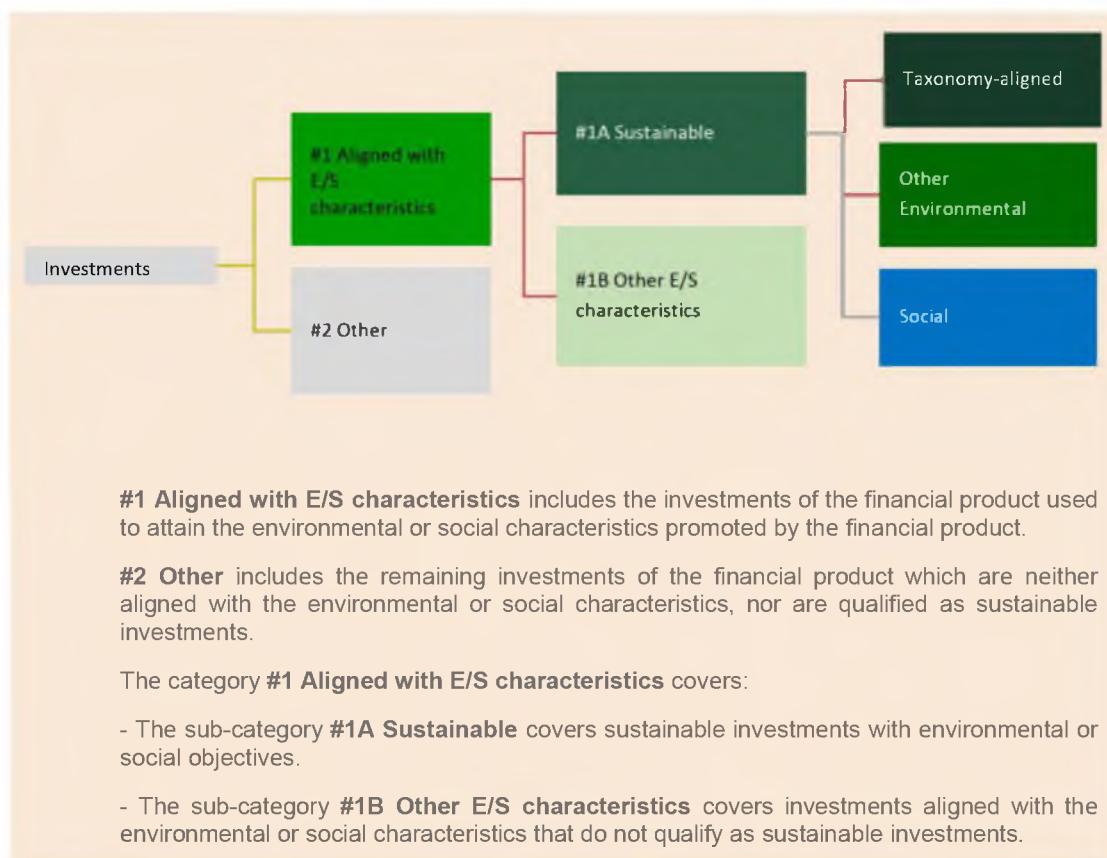 Investments
#1 Aligned with
E/S
characteristics
#2 Other
#1A Sustainable
#1B Other E/S
characteristics
Taxonomy-aligned
Other
Environmental
Social
#1 Aligned with E/S characteristics includes the investments of the financial product used
to attain the environmental or social characteristics promoted by the financial product.
#2 Other includes the remaining investments of the financial product which are neither
aligned with the environmental or social characteristics, nor are qualified as sustainable
investments.
The category #1 Aligned with E/S characteristics covers:
- The sub-category #1A Sustainable covers sustainable investments with environmental or
social objectives.
- The sub-category #1B Other E/S characteristics covers investments aligned with the
environmental or social characteristics that do not qualify as sustainable investments.